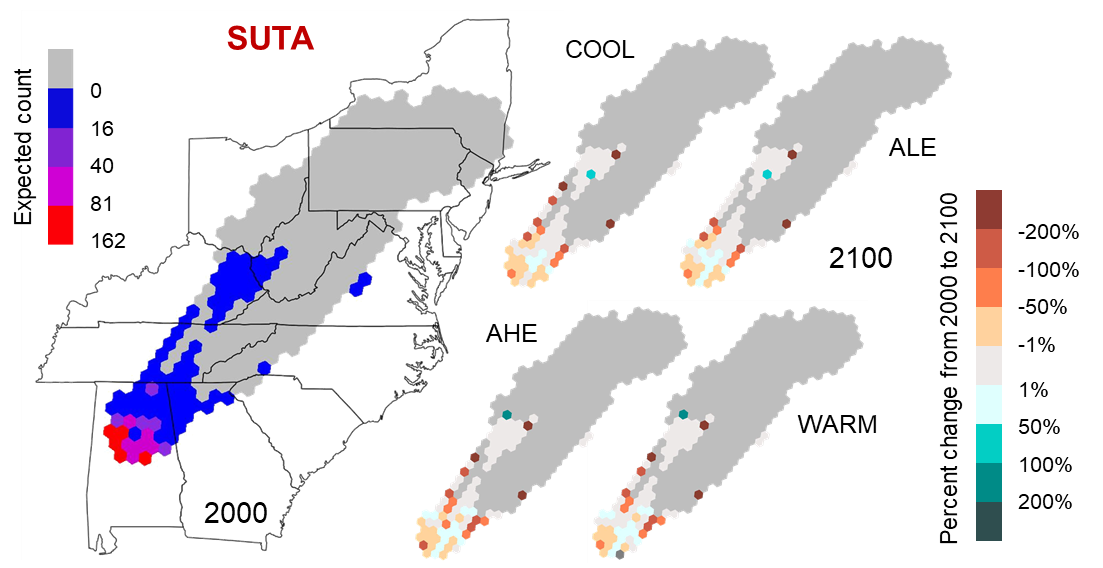 SUTA
Expected count
0
16
40
81
162
2000
COOL
ALE
2100
AHE
WARM
Percent change from 2000 to 2100
-200%
-100%
-50%
-1%
1%
50%
100%
200%